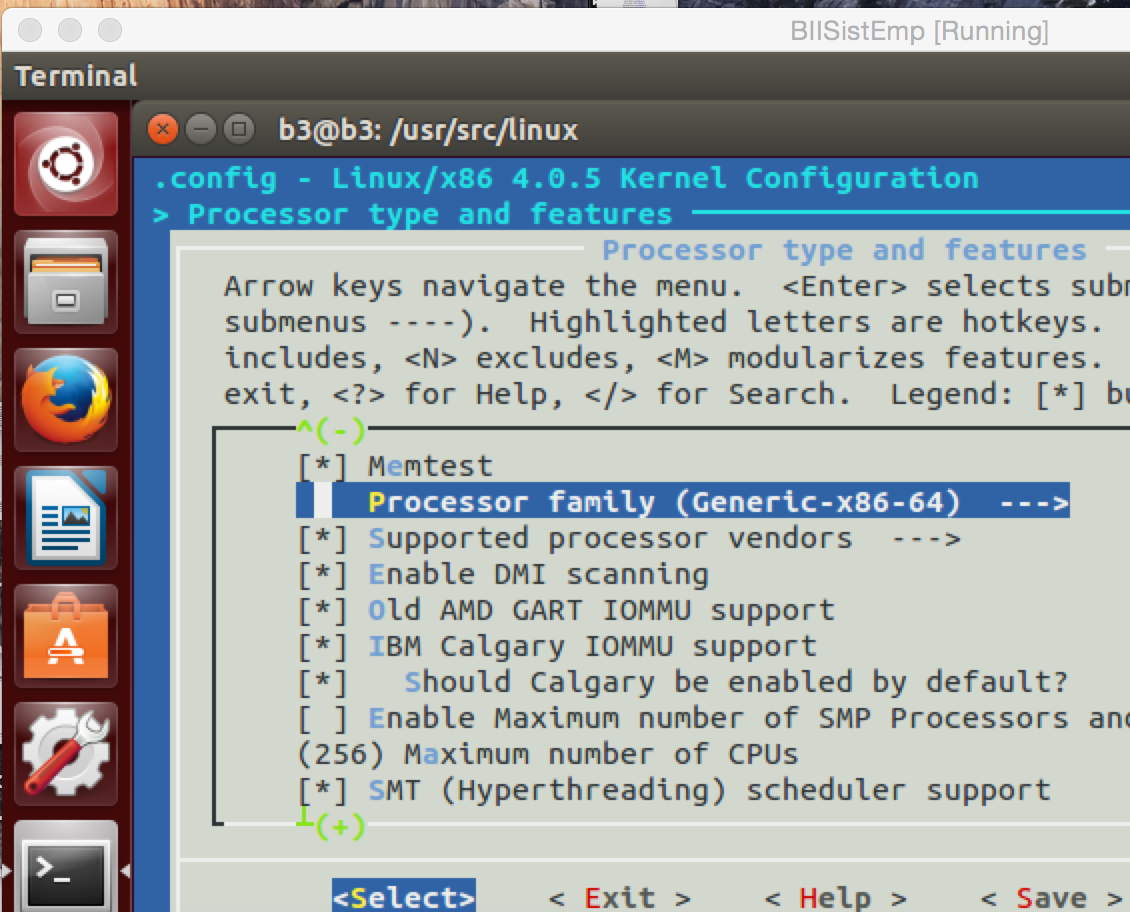 BIISistEmp [Running]
Terminal
b3@b3: /usr/src/linux
.config - Linux/x86 4.0.5 Kernel Configuration
> Processor type and features
Processor type and features
Arrow keys navigate the menu.  <Enter> selects subm
submenus ----).  Highlighted letters are hotkeys.
includes, <N> excludes, <M> modularizes features.
exit, <?> for Help, </> for Search.  Legend: [*] bu
^(-)
[*] Memtest
Processor family (Generic-x86-64)  --->
[*] Supported processor vendors  --->
[*] Enable DMI scanning
[*] Old AMD GART IOMMU support
[*] IBM Calgary IOMMU support
[*]   Should Calgary be enabled by default?
[ ] Enable Maximum number of SMP Processors and
(256) Maximum number of CPUs
[*] SMT (Hyperthreading) scheduler support
┴(+)
<Select>    < Exit >    < Help >    < Save >